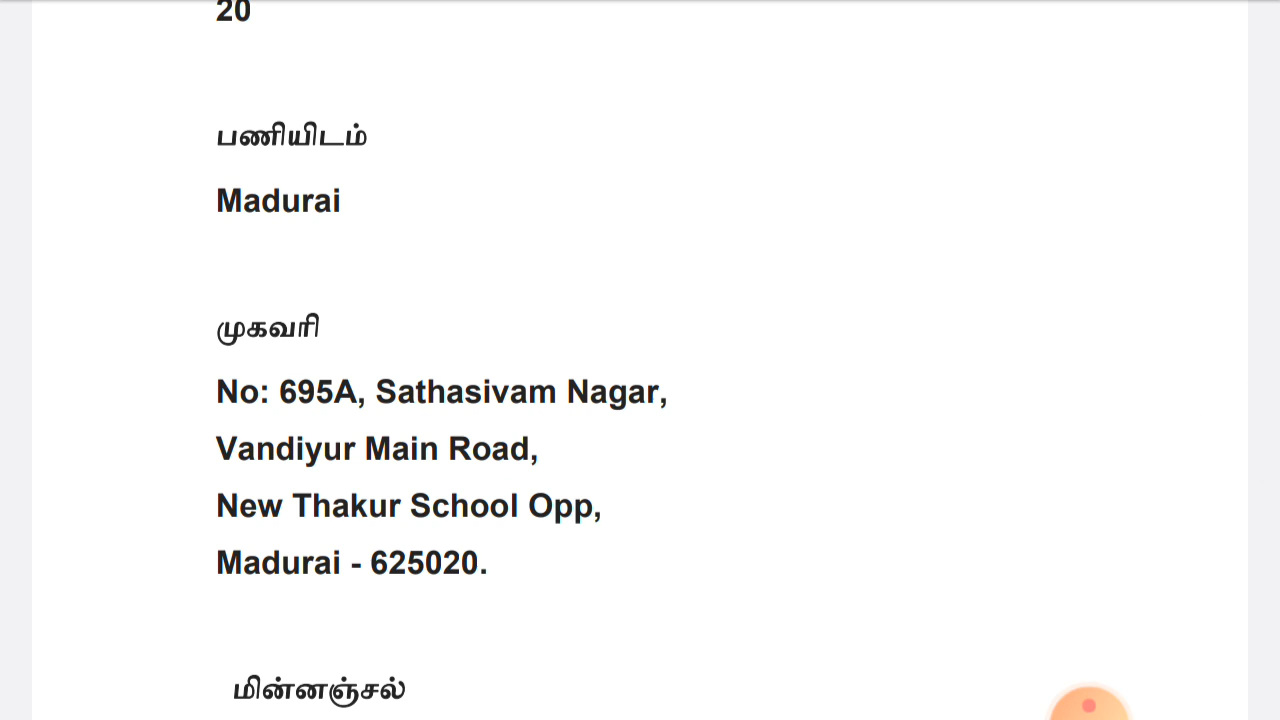 20
பணியிடம்
Madurai
முகவரி
No: 695A, Sathasivam Nagar,
Vandiyur Main Road,
New Thakur School Opp,
Madurai - 625020.
மின்னஞ்சல்